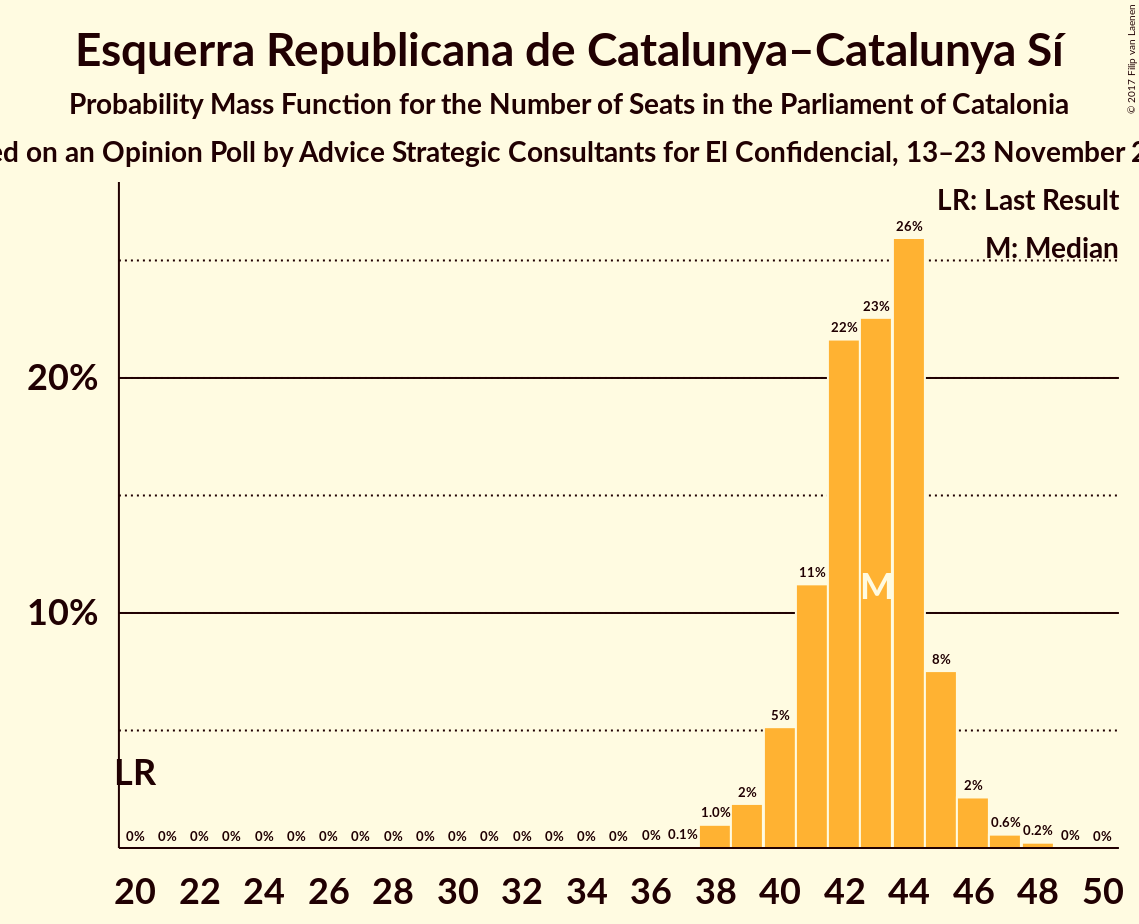 Esquerra Republicana de Catalunya–Catalunya Sí
Probability Mass Function for the Number of Seats in the Parliament of Catalonia
on an Opinion Poll by Advice Strategic Consultants for El Confidencial, 13–23 November
© 2017 Filip van Laenen
LR: Last Result
M: Median
26%
23%
22%
20%
11%
M
10%
8%
5%
LR
2%
2%
1.0%
0.6%
0.2%
0% 0% 0% 0% 0% 0% 0% 0% 0% 0% 0% 0% 0% 0% 0% 0% 0% 0.1% 0% 0%
20 22 24 26 28 30 32 34 36 38 40 42 44 46 48 50